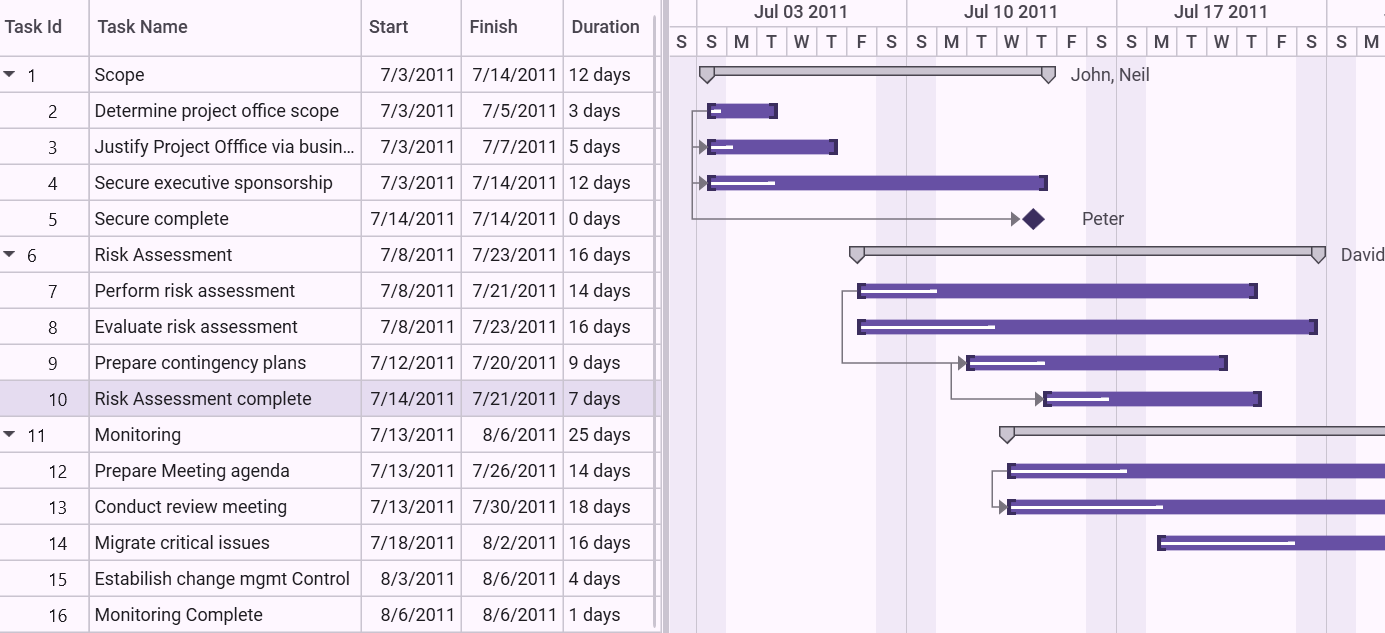 Task Id Task Name Start Finish Duration Jul 03 2011 Jul 10 2011 Jul 17 2011
S S M T W T F S S M T W T F S S M T W T F S S M
1 Scope 7/3/2011 7/14/2011 12 days John, Neil
2 Determine project office scope 7/3/2011 7/5/2011 3 days
3 Justify Project Offfice via busin... 7/3/2011 7/7/2011 5 days
4 Secure executive sponsorship 7/3/2011 7/14/2011 12 days
5 Secure complete 7/14/2011 7/14/2011 0 days Peter
6 Risk Assessment 7/8/2011 7/23/2011 16 days David
7 Perform risk assessment 7/8/2011 7/21/2011 14 days
8 Evaluate risk assessment 7/8/2011 7/23/2011 16 days
9 Prepare contingency plans 7/12/2011 7/20/2011 9 days
10 Risk Assessment complete 7/14/2011 7/21/2011 7 days
11 Monitoring 7/13/2011 8/6/2011 25 days
12 Prepare Meeting agenda 7/13/2011 7/26/2011 14 days
13 Conduct review meeting 7/13/2011 7/30/2011 18 days
14 Migrate critical issues 7/18/2011 8/2/2011 16 days
15 Estabilish change mgmt Control 8/3/2011 8/6/2011 4 days
16 Monitoring Complete 8/6/2011 8/6/2011 1 days